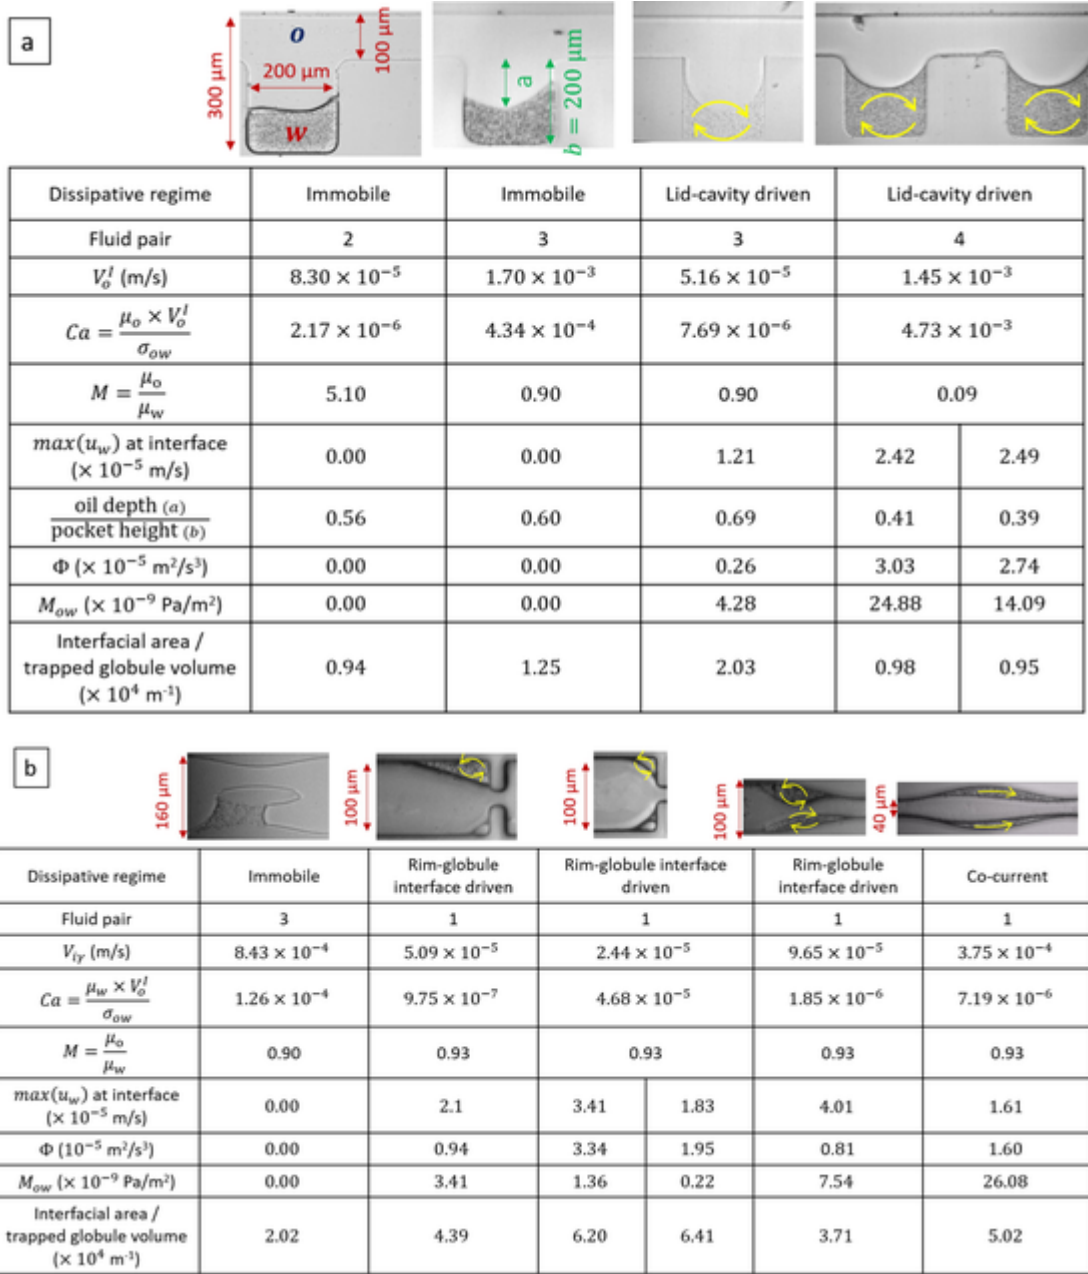 a
O
W
300 μm
200 μm
100 μm
a
b = 200 μm
Dissipative regime Immobile Immobile Lid-cavity driven Lid-cavity driven
Fluid pair 2 3 3 4
V_o^I (m/s) 8.30 × 10⁻⁵ 1.70 × 10⁻³ 5.16 × 10⁻⁵ 1.45 × 10⁻³
Ca = μ_o × V_o^I / σ_ow 2.17 × 10⁻⁶ 4.34 × 10⁻⁴ 7.69 × 10⁻⁶ 4.73 × 10⁻³
M = μ_o / μ_w 5.10 0.90 0.90 0.09
max(u_w) at interface
(× 10⁻⁵ m/s) 0.00 0.00 1.21 2.42 2.49
oil depth (a)
pocket height (b) 0.56 0.60 0.69 0.41 0.39
Φ (× 10⁻⁵ m²/s³) 0.00 0.00 0.26 3.03 2.74
M_ow (× 10⁻⁹ Pa/m²) 0.00 0.00 4.28 24.88 14.09
Interfacial area /
trapped globule volume
(× 10⁴ m⁻¹) 0.94 1.25 2.03 0.98 0.95
b
160 μm
100 μm
100 μm
100 μm
40 μm
Dissipative regime Immobile Rim-globule interface driven Rim-globule interface driven Rim-globule interface driven Co-current
Fluid pair 3 1 1 1 1
V_iγ (m/s) 8.43 × 10⁻⁴ 5.09 × 10⁻⁵ 2.44 × 10⁻⁵ 9.65 × 10⁻⁵ 3.75 × 10⁻⁴
Ca = μ_w × V_o^I / σ_ow 1.26 × 10⁻⁴ 9.75 × 10⁻⁷ 4.68 × 10⁻⁵ 1.85 × 10⁻⁶ 7.19 × 10⁻⁶
M = μ_o / μ_w 0.90 0.93 0.93 0.93 0.93
max(u_w) at interface
(× 10⁻⁵ m/s) 0.00 2.1 3.41 1.83 4.01 1.61
Φ (10⁻⁵ m²/s³) 0.00 0.94 3.34 1.95 0.81 1.60
M_ow (× 10⁻⁹ Pa/m²) 0.00 3.41 1.36 0.22 7.54 26.08
Interfacial area /
trapped globule volume
(× 10⁴ m⁻¹) 2.02 4.39 6.20 6.41 3.71 5.02